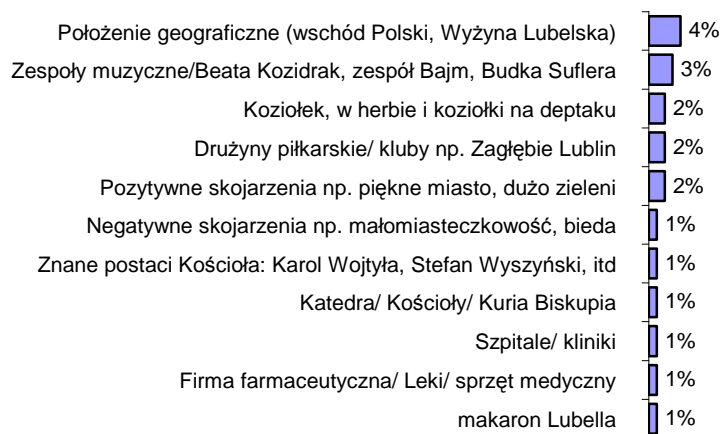 Położenie geograficzne (wschód Polski, Wyżyna Lubelska) 4%
Zespoły muzyczne/Beata Kozidrak, zespół Bajm, Budka Suflera 3%
Koziołek, w herbie i koziołki na deptaku 2%
Drużyny piłkarskie/ kluby np. Zagłębie Lublin 2%
Pozytywne skojarzenia np. piękne miasto, dużo zieleni 2%
Negatywne skojarzenia np. małomiasteczkowość, bieda 1%
Znane postaci Kościoła: Karol Wojtyła, Stefan Wyszyński, itd 1%
Katedra/ Kościoły/ Kuria Biskupia 1%
Szpitale/ kliniki 1%
Firma farmaceutyczna/ Leki/ sprzęt medyczny 1%
makaron Lubella 1%